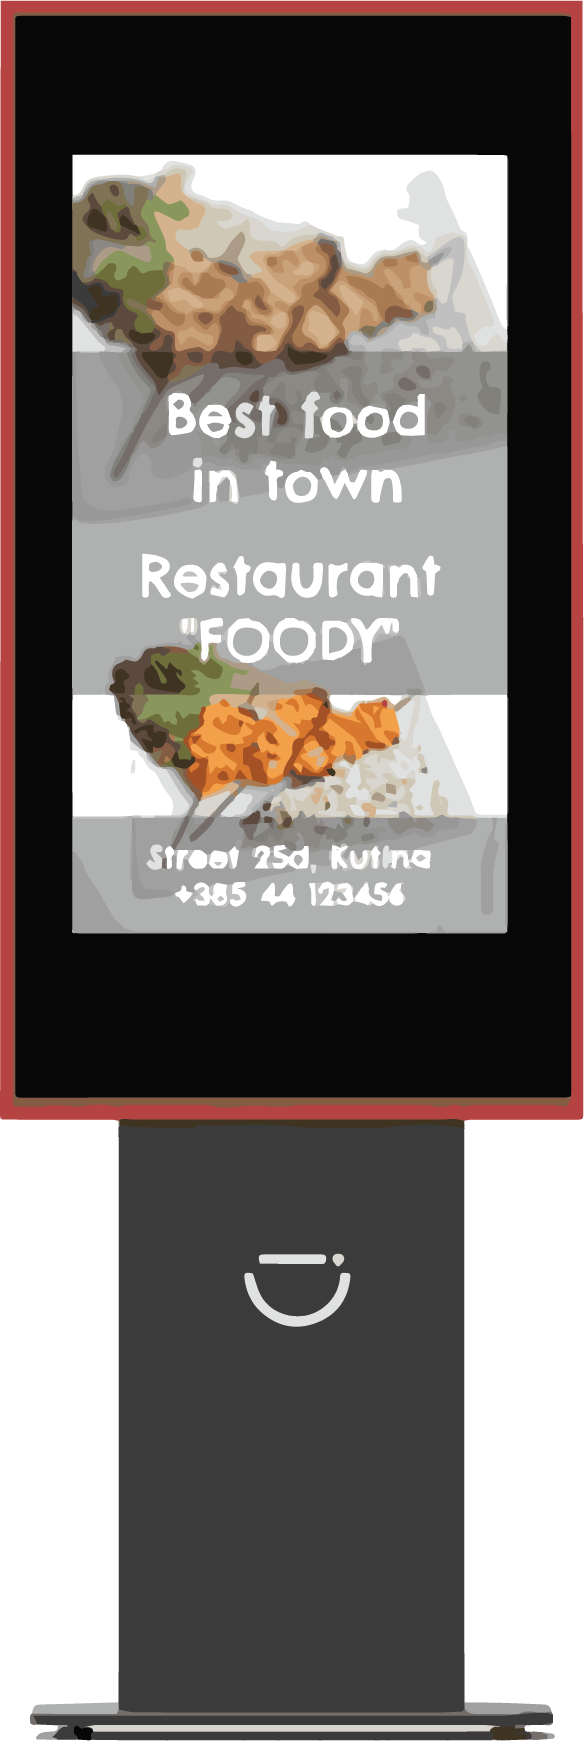 Best food
in town
Restaurant
"FOODY"
Street 25d, Kutina
+385 44 123456